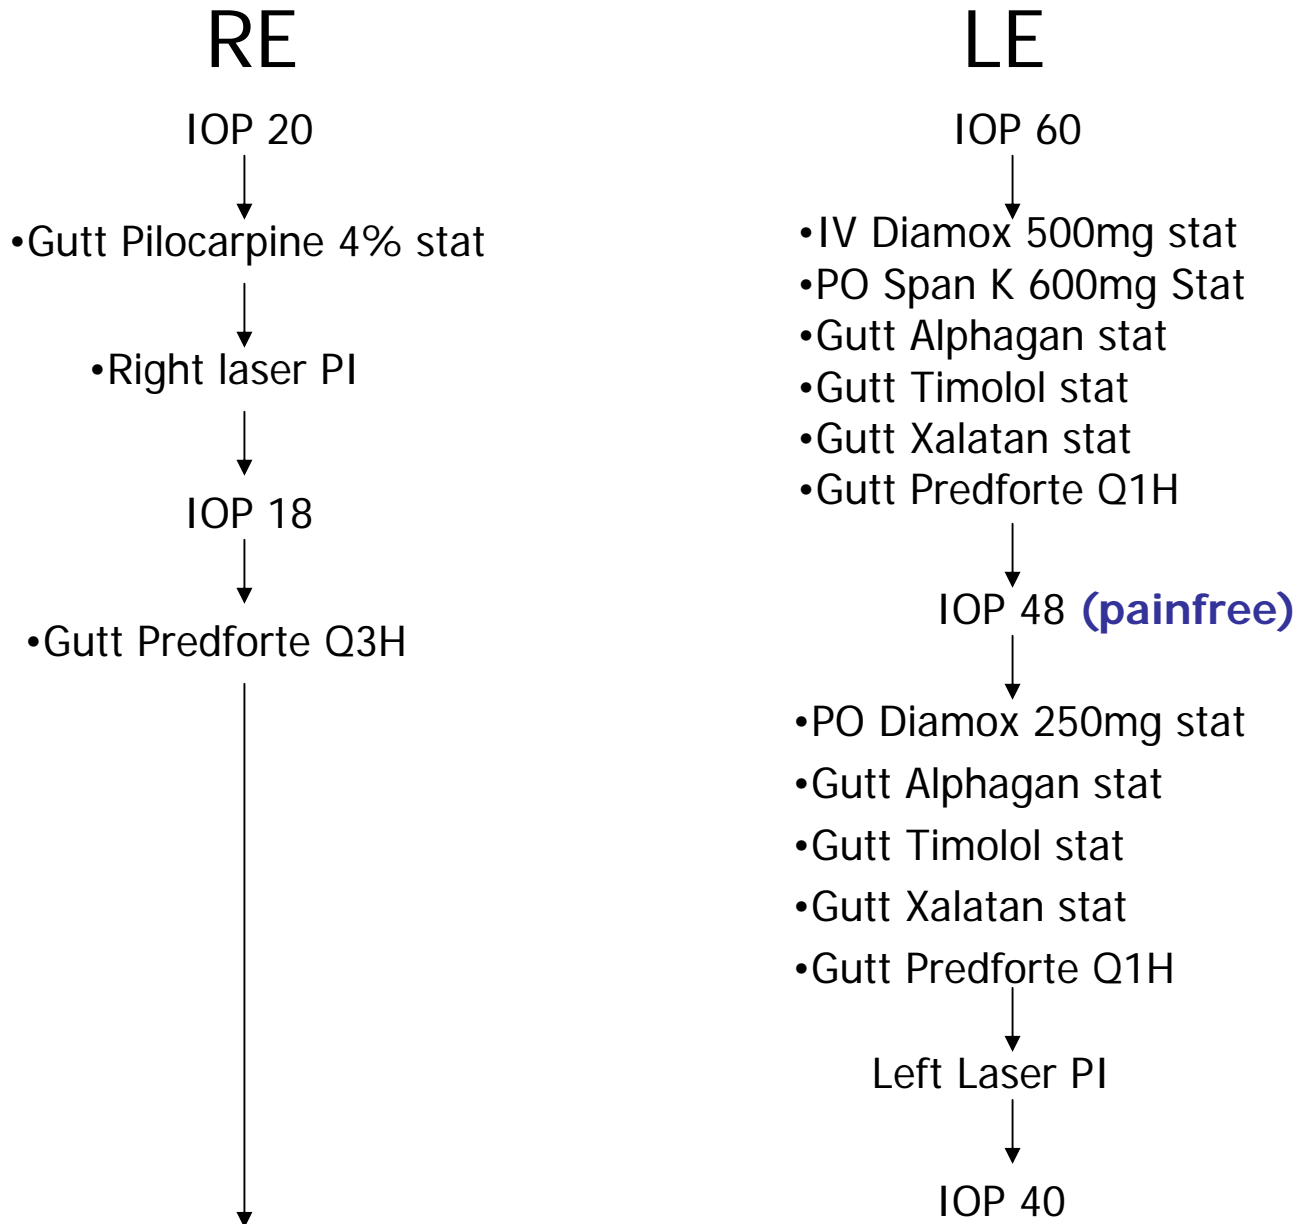 RE
IOP 20
•Gutt Pilocarpine 4% stat
•Right laser PI
IOP 18
•Gutt Predforte Q3H
LE
IOP 60
•IV Diamox 500mg stat
•PO Span K 600mg Stat
•Gutt Alphagan stat
•Gutt Timolol stat
•Gutt Xalatan stat
•Gutt Predforte Q1H
IOP 48 (painfree)
•PO Diamox 250mg stat
•Gutt Alphagan stat
•Gutt Timolol stat
•Gutt Xalatan stat
•Gutt Predforte Q1H
Left Laser PI
IOP 40